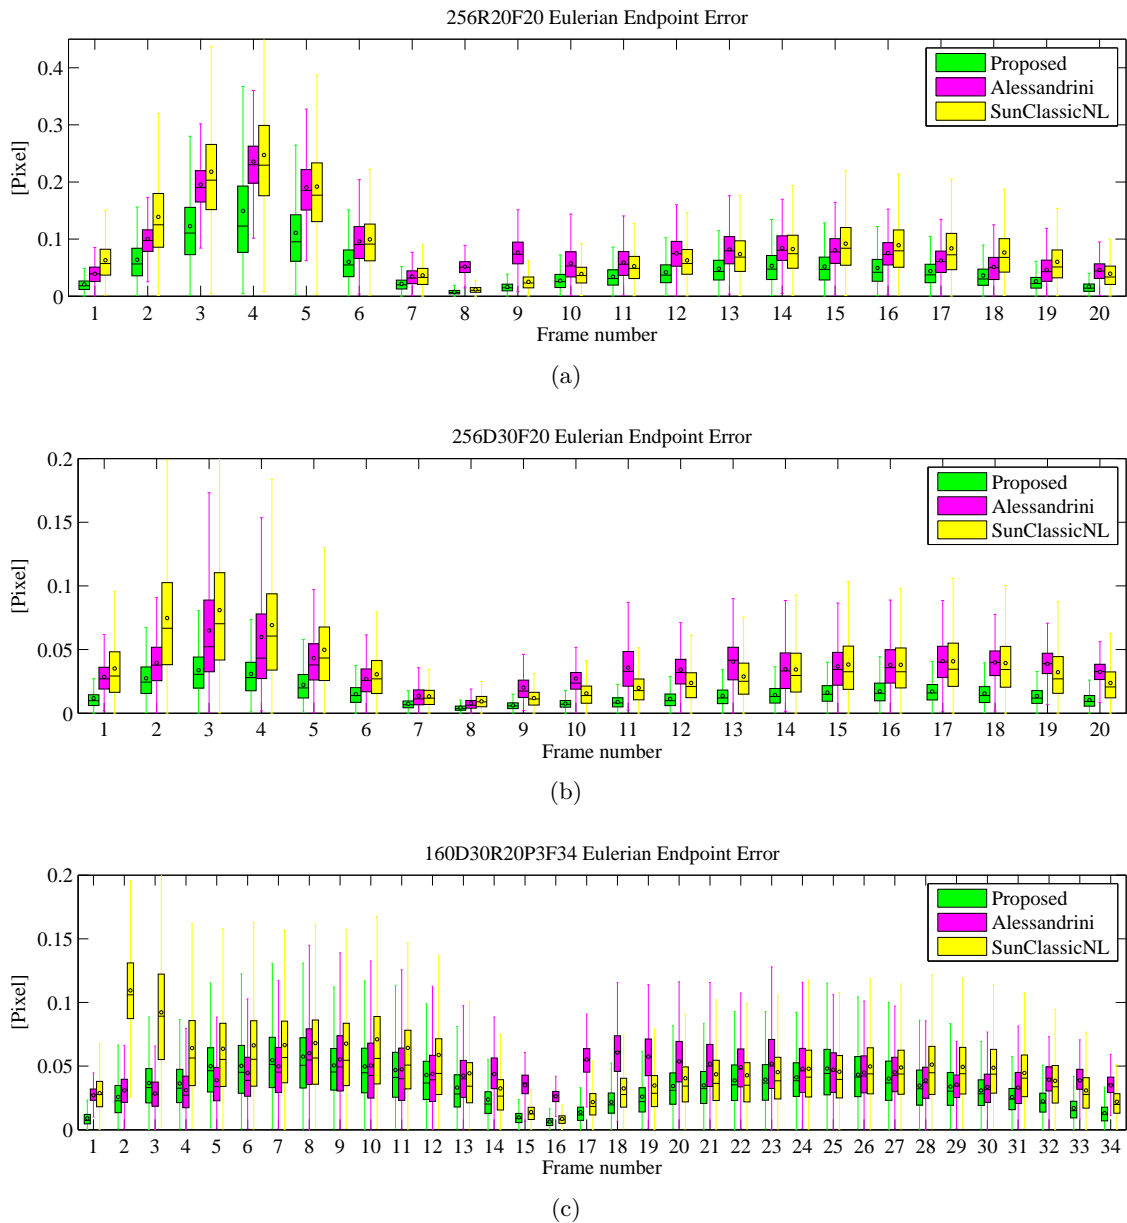 256R20F20 Eulerian Endpoint Error
[Pixel]
0.4
0.3
0.2
0.1
0
Proposed
Alessandrini
SunClassicNL
1 2 3 4 5 6 7 8 9 10 11 12 13 14 15 16 17 18 19 20
Frame number
(a)
256D30F20 Eulerian Endpoint Error
[Pixel]
0.2
0.15
0.1
0.05
0
Proposed
Alessandrini
SunClassicNL
1 2 3 4 5 6 7 8 9 10 11 12 13 14 15 16 17 18 19 20
Frame number
(b)
160D30R20P3F34 Eulerian Endpoint Error
[Pixel]
0.2
0.15
0.1
0.05
0
Proposed
Alessandrini
SunClassicNL
1 2 3 4 5 6 7 8 9 10 11 12 13 14 15 16 17 18 19 20 21 22 23 24 25 26 27 28 29 30 31 32 33 34
Frame number
(c)